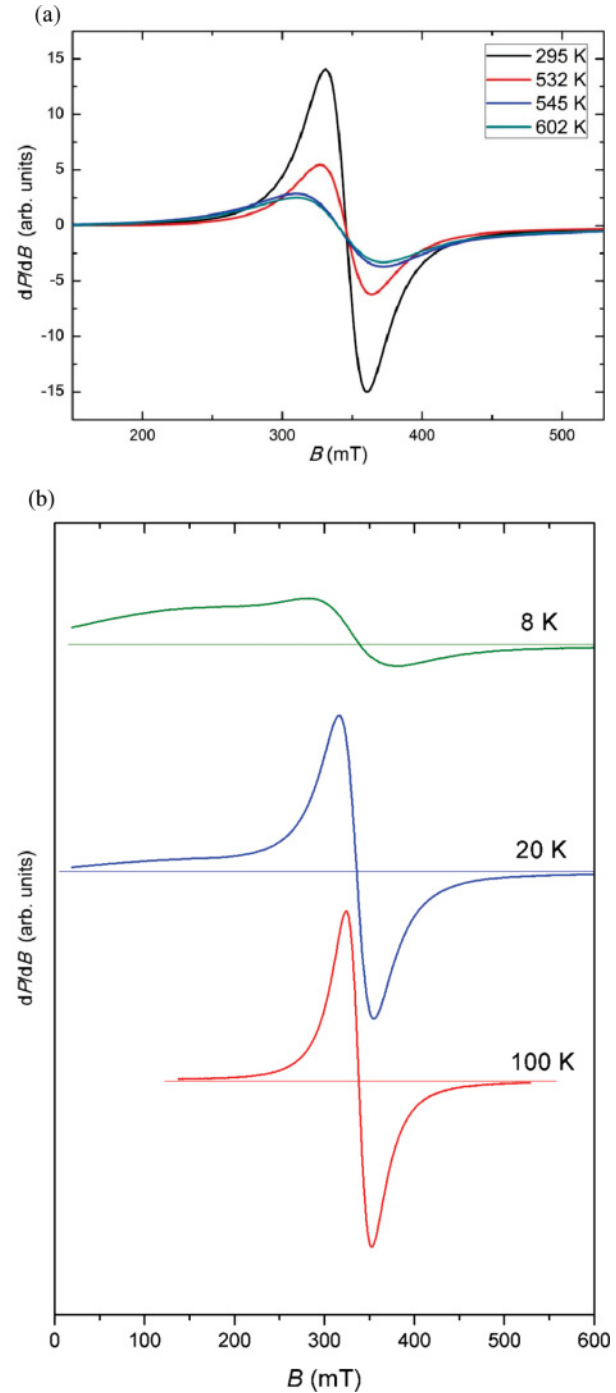 (a)
295 K
532 K
545 K
602 K
15
10
5
0
-5
-10
-15
dP/dB (arb. units)
200 300 400 500
B (mT)
(b)
8 K
20 K
100 K
dP/dB (arb. units)
0 100 200 300 400 500 600
B (mT)